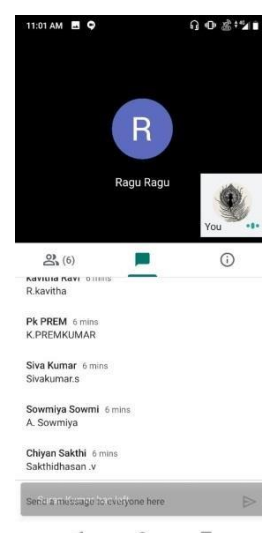 11:01 AM
R
Ragu Ragu
You
(6)
Kavitha Ravi 6 mins
R.kavitha
Pk PREM 6 mins
K.PREMKUMAR
Siva Kumar 6 mins
Sivakumar.s
Sowmiya Sowmi 6 mins
A. Sowmiya
Chiyan Sakthi 6 mins
Sakthidhasan .v
Send a message to everyone here